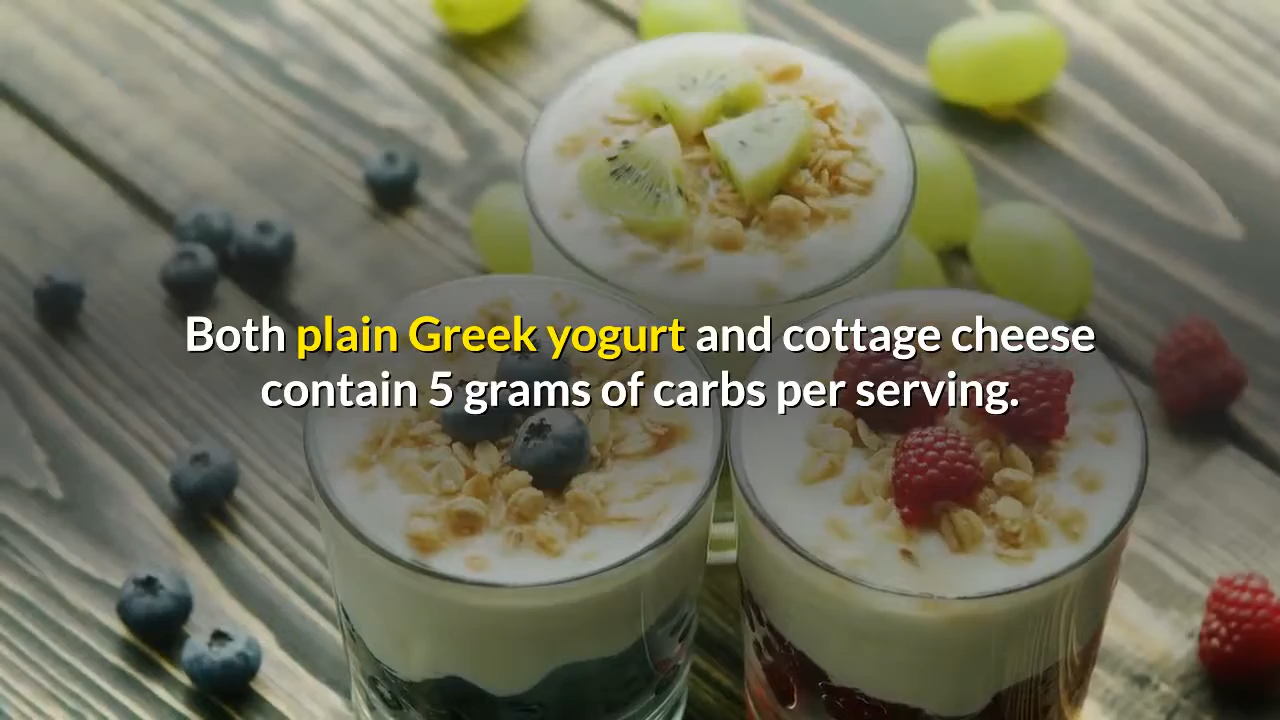 Both plain Greek yogurt and cottage cheese
contain 5 grams of carbs per serving.